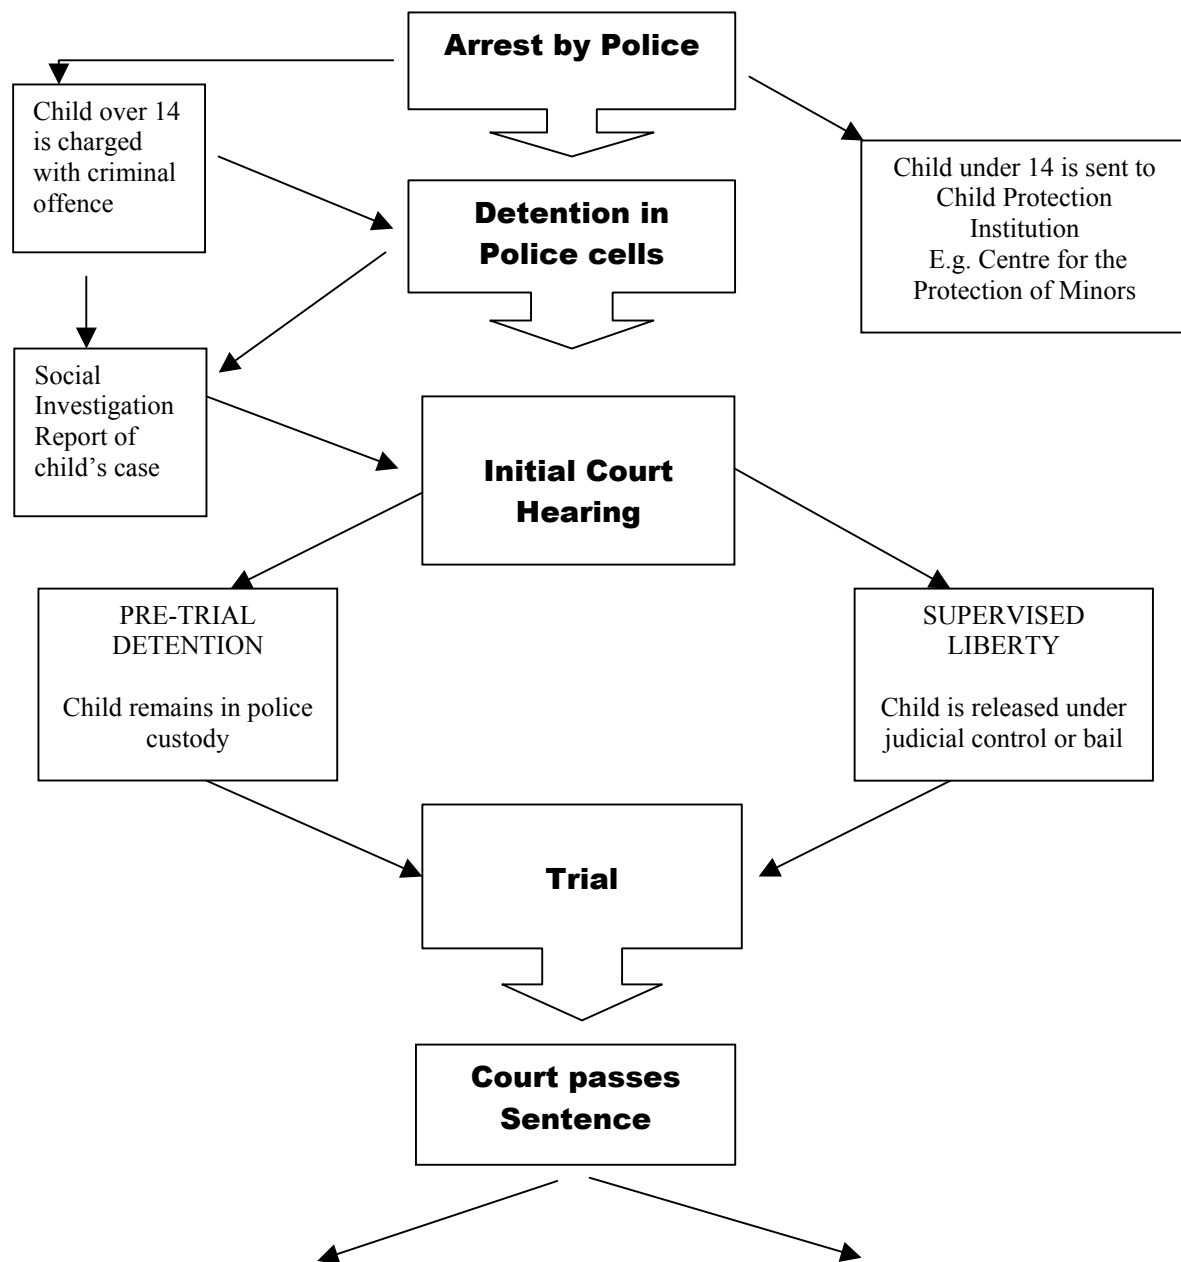 Arrest by Police
Child over 14
is charged
with criminal
offence
Child under 14 is sent to
Child Protection
Institution
E.g. Centre for the
Protection of Minors
Detention in
Police cells
Social
Investigation
Report of
child’s case
Initial Court
Hearing
PRE-TRIAL
DETENTION
Child remains in police
custody
SUPERVISED
LIBERTY
Child is released under
judicial control or bail
Trial
Court passes
Sentence